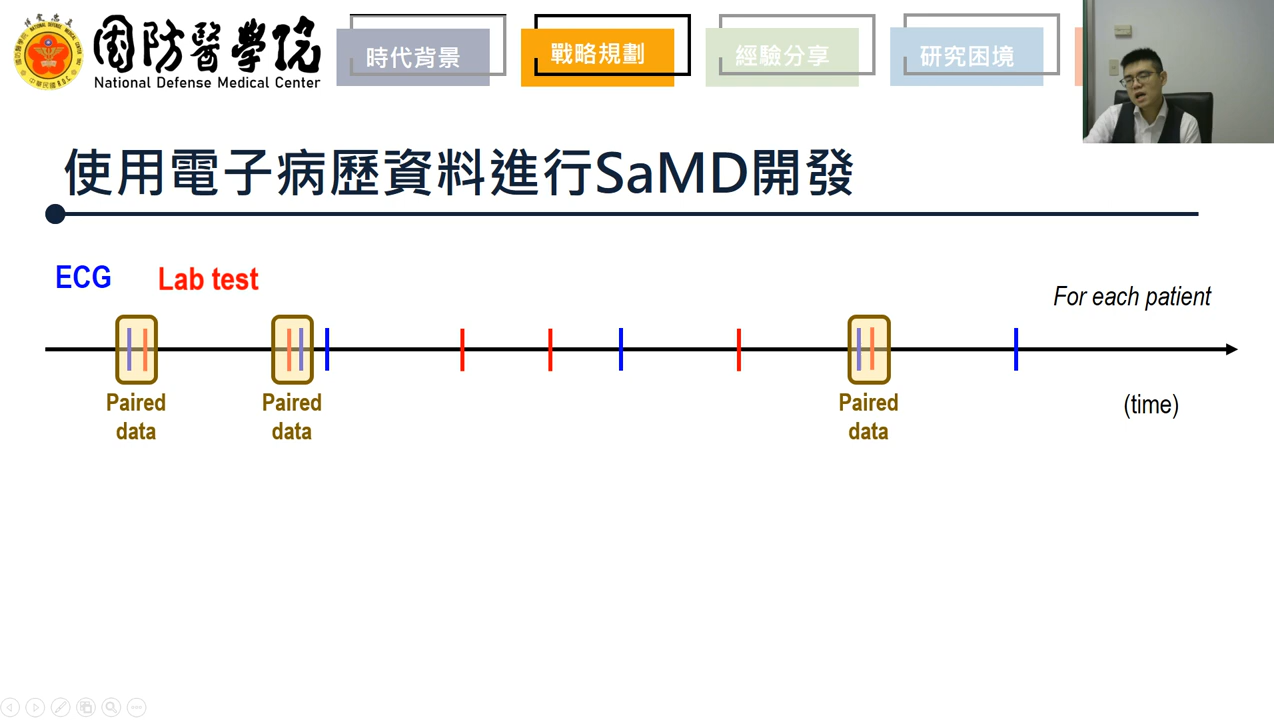 國防醫學院
National Defense Medical Center
時代背景
戰略規劃
經驗分享
研究困境
使用電子病歷資料進行SaMD開發
ECG
Lab test
For each patient
Paired
data
Paired
data
Paired
data
(time)